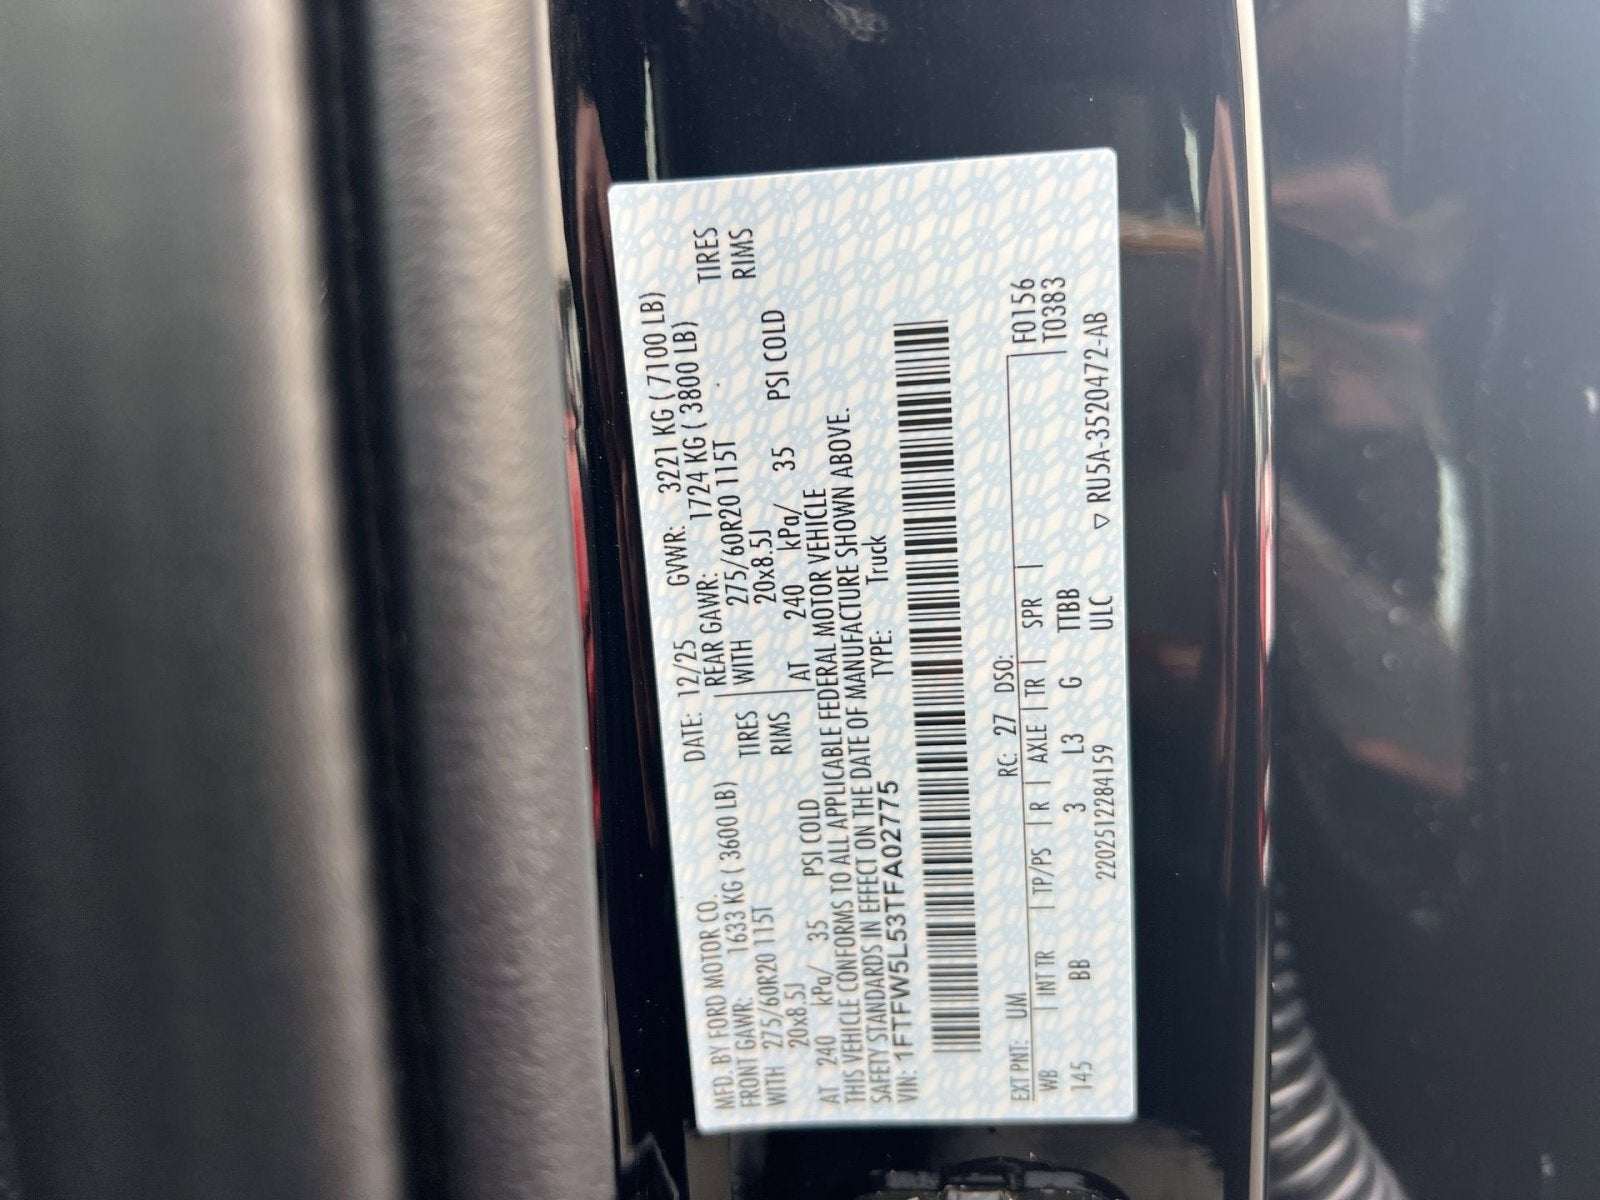 MFD. BY FORD MOTOR CO. DATE: 12/25 GVWR: 3221 KG ( 7100 LB)
FRONT GAWR: 1633 KG ( 3600 LB) REAR GAWR: 1724 KG ( 3800 LB)
WITH 275/60R20 115T TIRES WITH 275/60R20 115T TIRES
20x8.5J RIMS 20x8.5J RIMS
AT 240 kPa/ 35 PSI COLD AT 240 kPa/ 35 PSI COLD
THIS VEHICLE CONFORMS TO ALL APPLICABLE FEDERAL MOTOR VEHICLE
SAFETY STANDARDS IN EFFECT ON THE DATE OF MANUFACTURE SHOWN ABOVE.
VIN: 1FTFW5L53TFA02775 TYPE: Truck
EXT PNT: UM RC: 27 DSO: F0156
WB | INT TR | TP/PS | R | AXLE | TR | SPR | T0383
145 BB 3 L3 G TTBB
2202512284159 ULC ▽ RU5A-3520472-AB